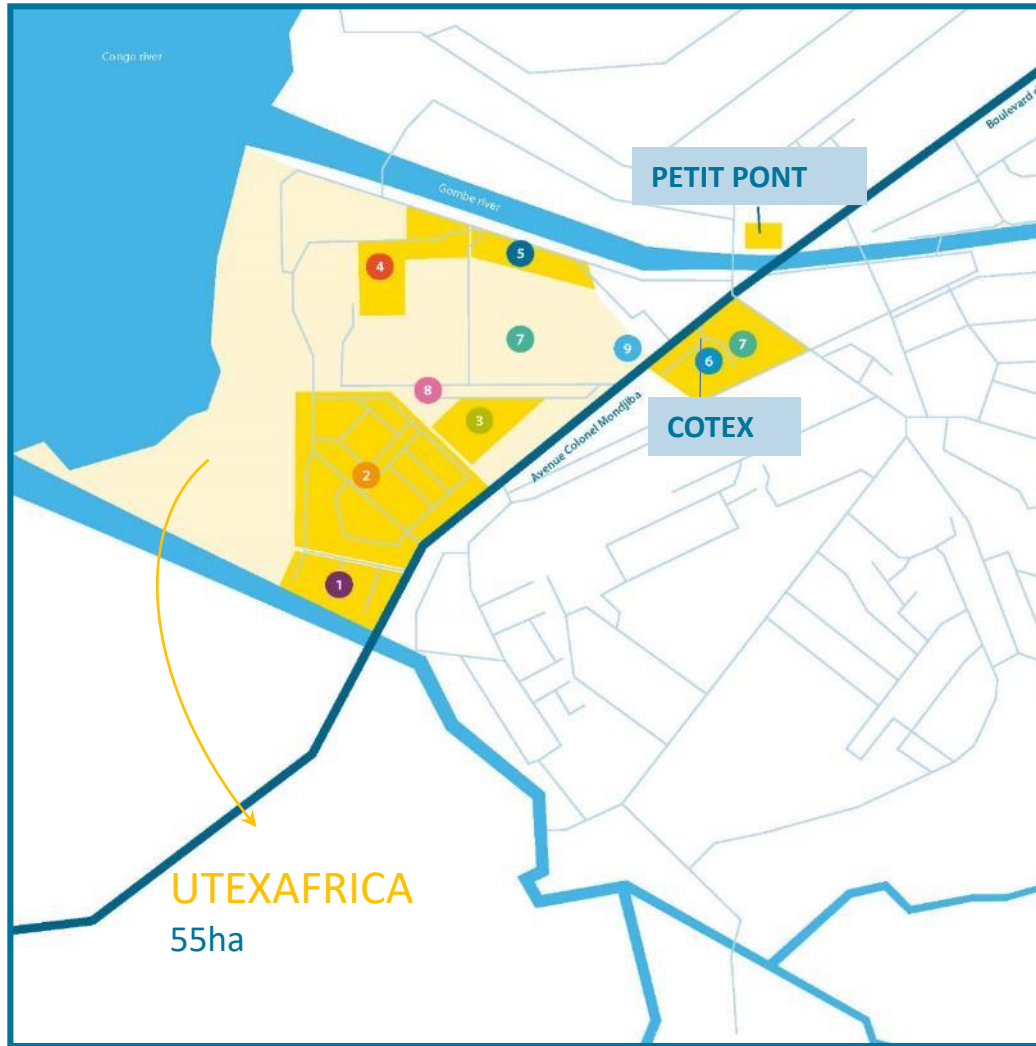 Congo river
Boulevard
PETIT PONT
Gombe river
4
5
7
9
7
6
8
3
COTEX
Avenue Colonel Mondjiba
2
1
UTEXAFRICA
55ha